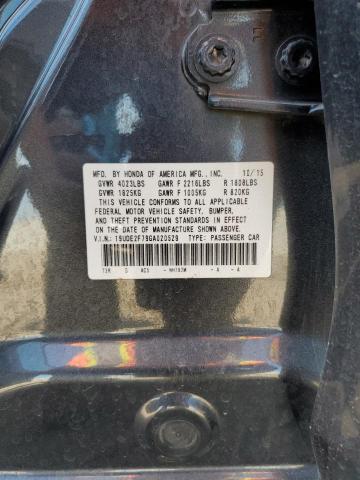 MFD. BY HONDA OF AMERICA MFG., INC. 10/15
GVWR 4023LBS GAWR F 2216LBS R 1808LBS
GVWR 1825KG GAWR F 1005KG R 820KG
THIS VEHICLE CONFORMS TO ALL APPLICABLE
FEDERAL MOTOR VEHICLE SAFETY, BUMPER,
AND THEFT PREVENTION STANDARDS IN EFFECT
ON THE DATE OF MANUFACTURE SHOWN ABOVE.
V.I.N.: 19UDE2F79GA020529 TYPE: PASSENGER CAR